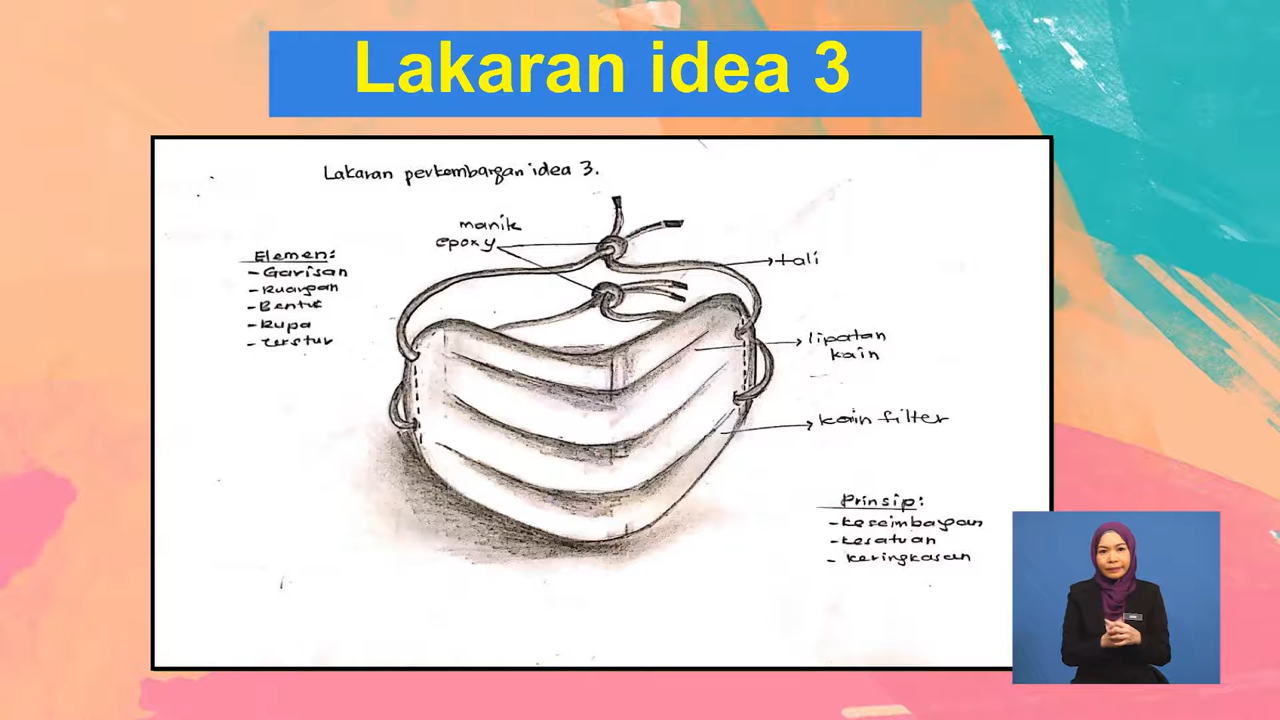 Lakaran idea 3
Lakaran perkembangan idea 3.
manik
epoxy
Elemen:
- Garisan
- Ruangan
- Bentuk
- Rupa
tali
lipatan
kain
kain filter
Prinsip:
- keseimbangan
- kesatuan
- keringkasan